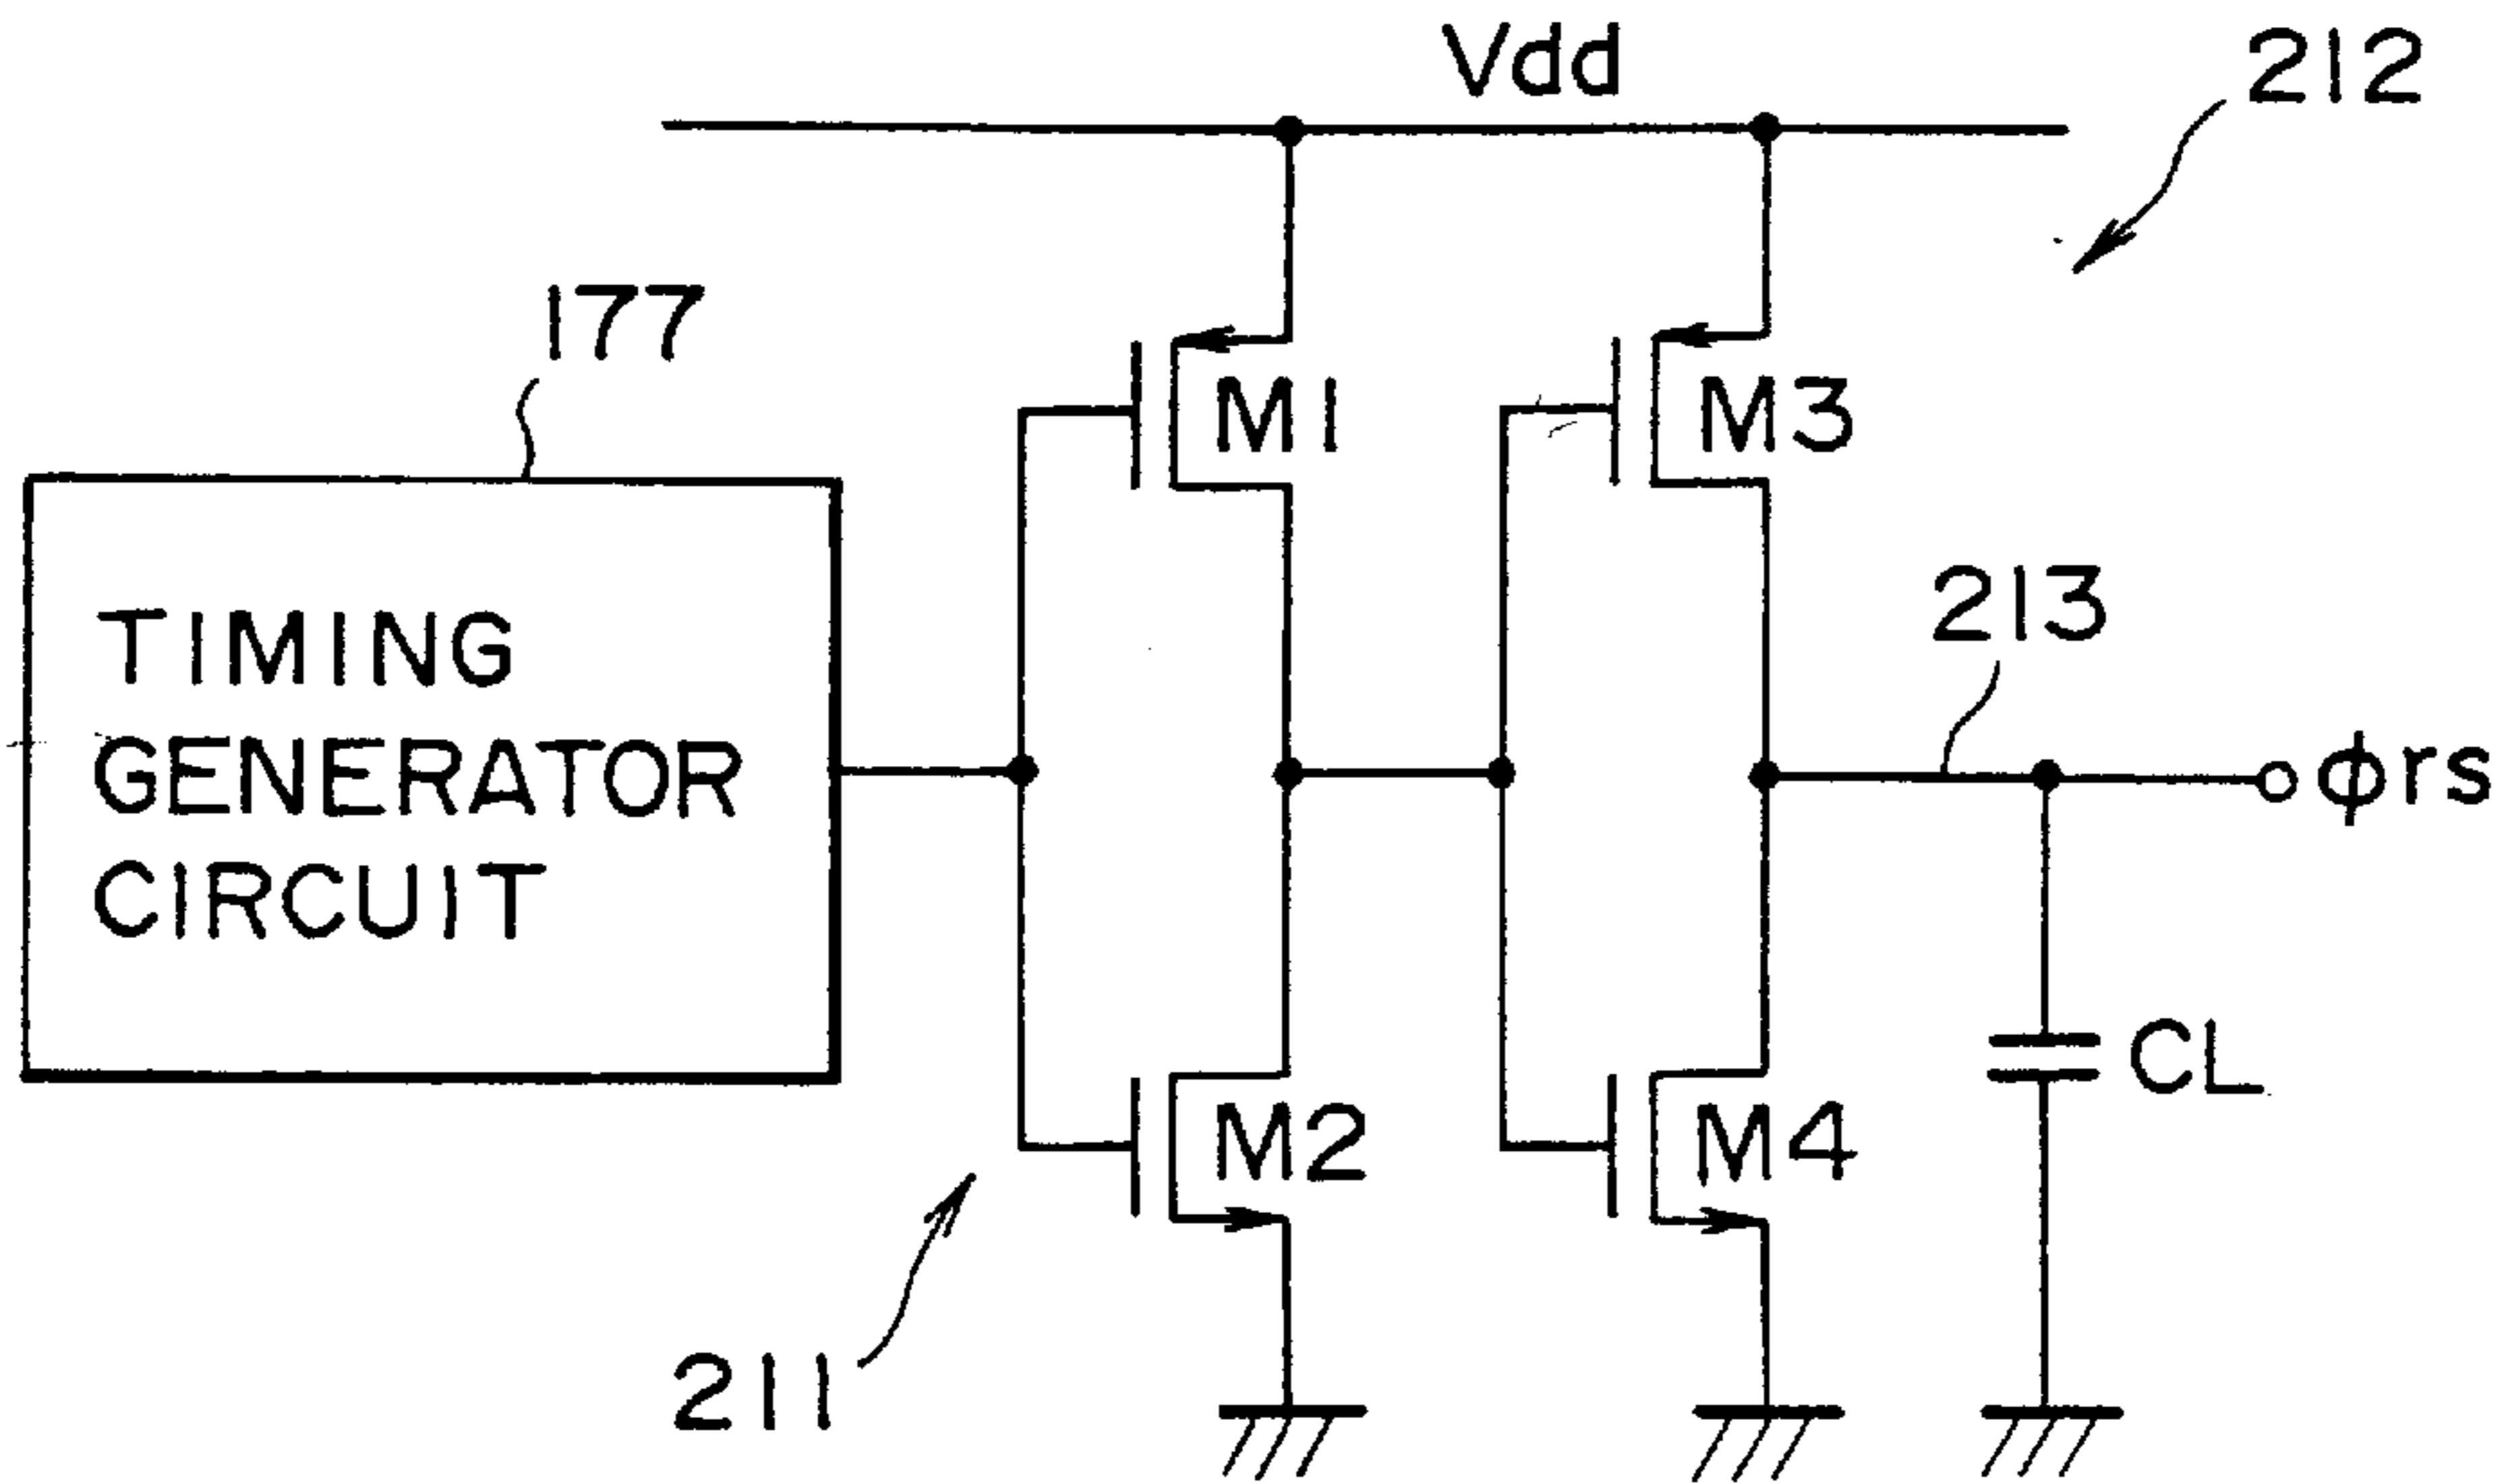 Vdd
212
177
M1
M3
TIMING
GENERATOR
CIRCUIT
213
φrs
CL
M2
M4
211